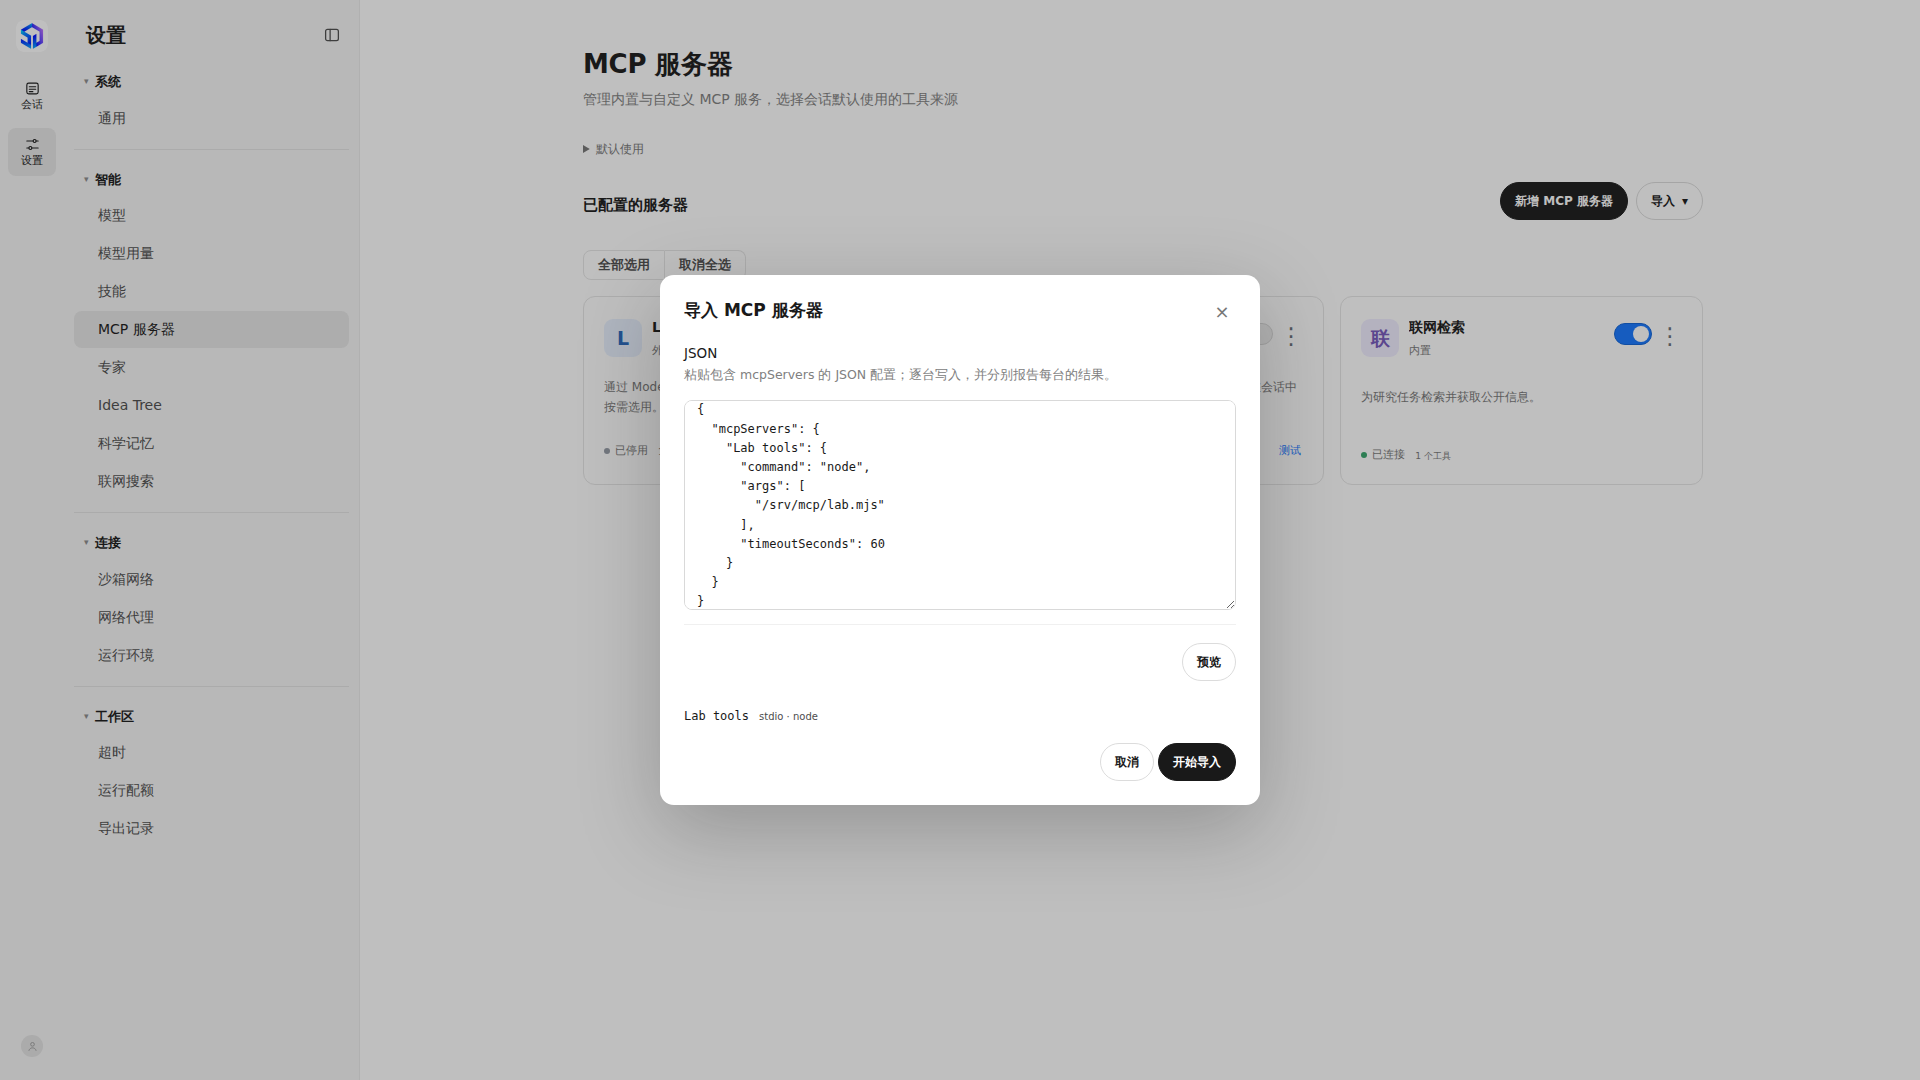 设置
会话
设置
系统
通用
智能
模型
模型用量
技能
MCP 服务器
专家
Idea Tree
科学记忆
联网搜索
连接
沙箱网络
网络代理
运行环境
工作区
超时
运行配额
导出记录
MCP 服务器
管理内置与自定义 MCP 服务，选择会话默认使用的工具来源
默认使用
已配置的服务器
新增 MCP 服务器
导入
全部选用
取消全选
L
L
通过 Mode
会话中
按需选用。
已停用
测试
联
联网检索
内置
为研究任务检索并获取公开信息。
已连接 1 个工具
导入 MCP 服务器
JSON
粘贴包含 mcpServers 的 JSON 配置；逐台写入，并分别报告每台的结果。
{
"mcpServers": {
"Lab tools": {
"command": "node",
"args": [
"/srv/mcp/lab.mjs"
],
"timeoutSeconds": 60
}
}
}
预览
Lab tools stdio · node
取消
开始导入